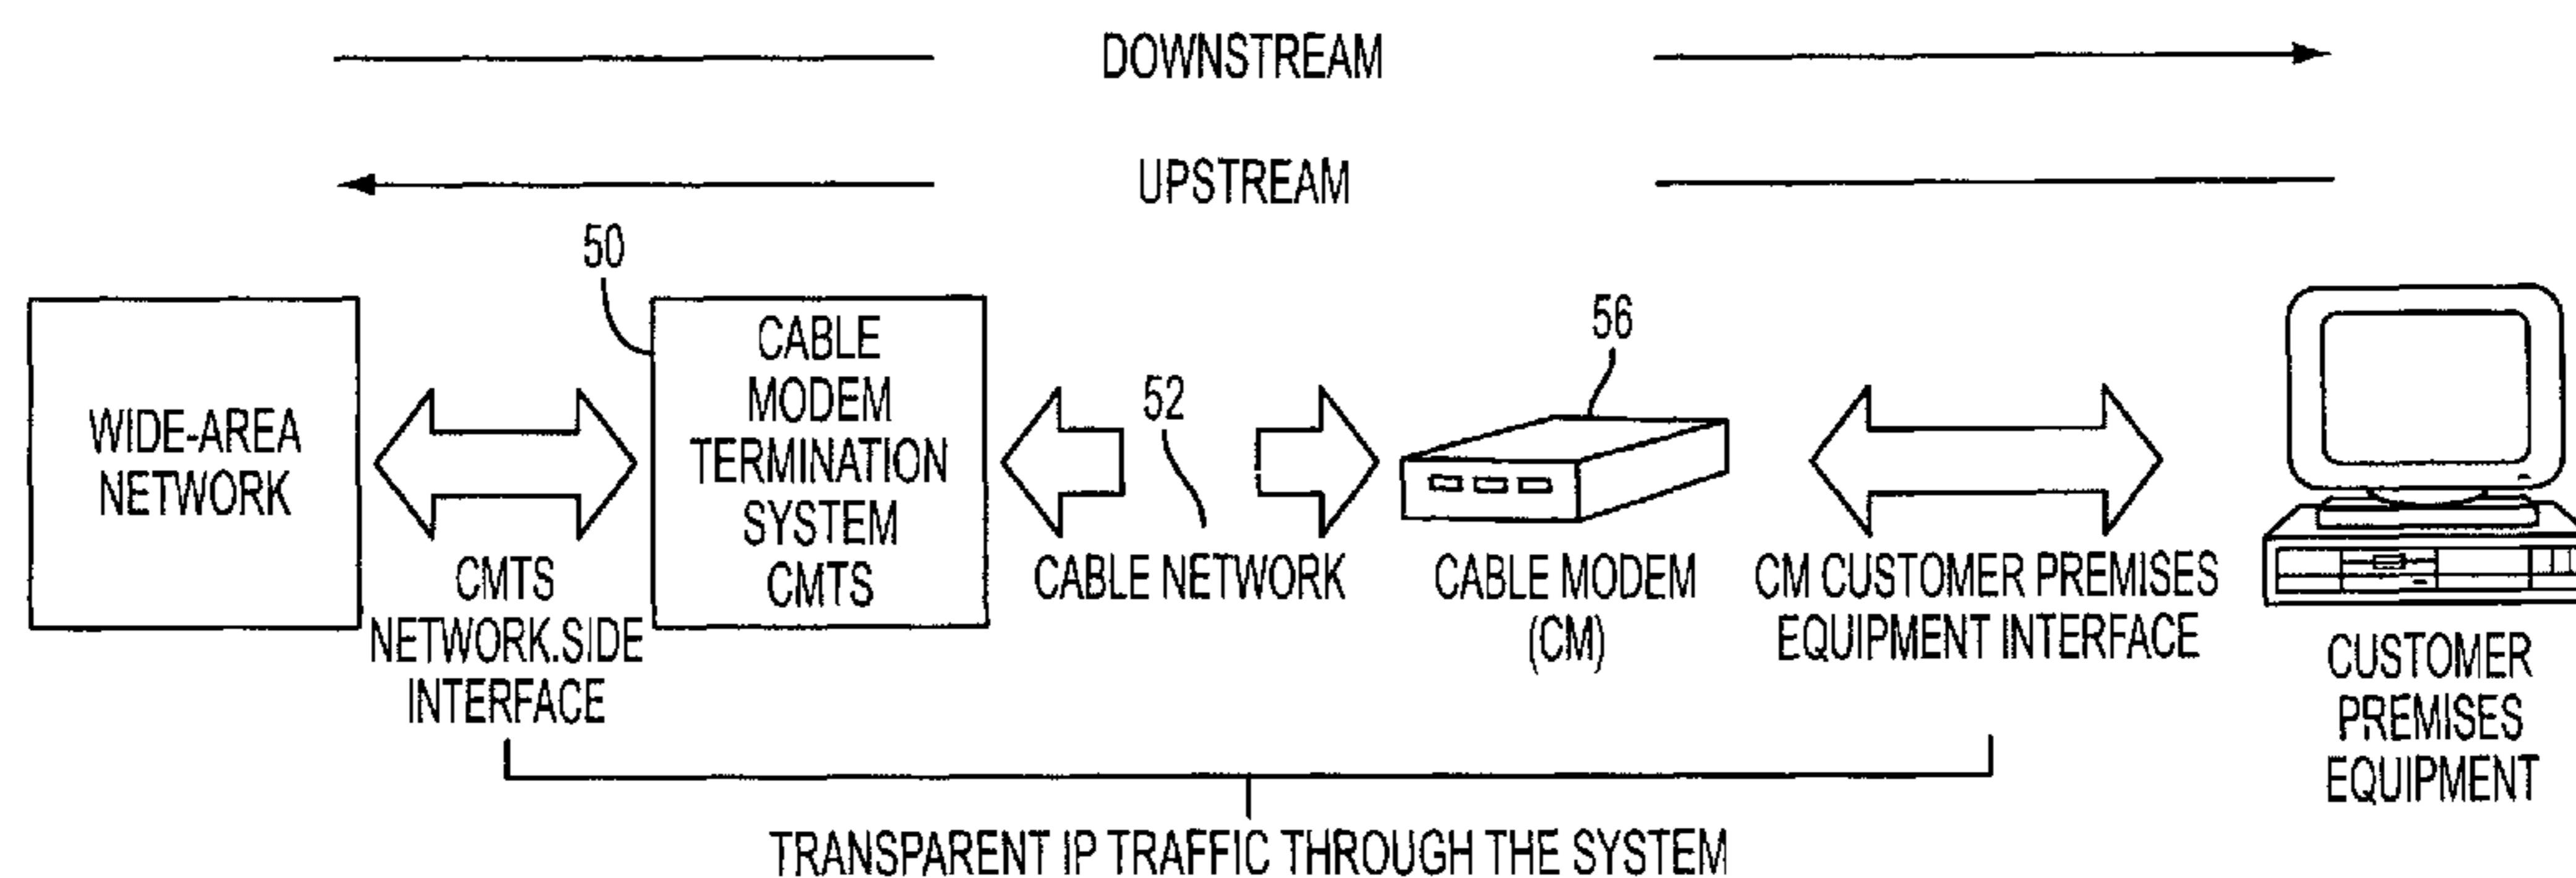 DOWNSTREAM
UPSTREAM
50
WIDE-AREA
NETWORK
CMTS
NETWORK.SIDE
INTERFACE
CABLE
MODEM
TERMINATION
SYSTEM
CMTS
52
CABLE NETWORK
56
CABLE MODEM
(CM)
CM CUSTOMER PREMISES
EQUIPMENT INTERFACE
CUSTOMER
PREMISES
EQUIPMENT
TRANSPARENT IP TRAFFIC THROUGH THE SYSTEM